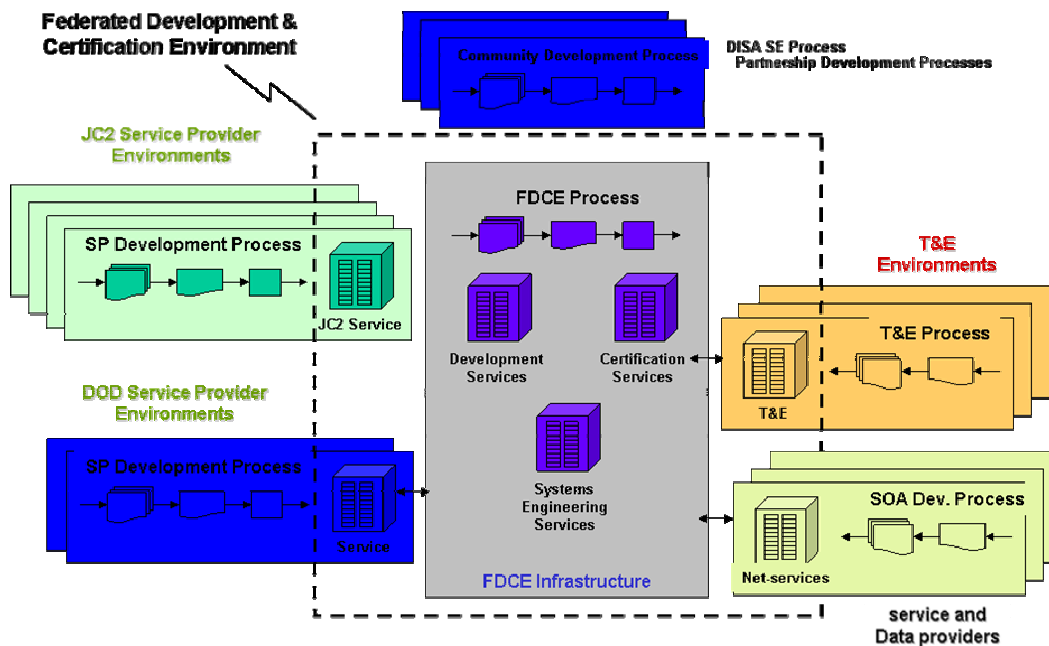 Federated Development &
Certification Environment
Community Development Process
DISA SE Process
Partnership Development Processes
JC2 Service Provider
Environments
SP Development Process
JC2 Service
FDCE Process
Development
Services
Certification
Services
Systems
Engineering
Services
FDCE Infrastructure
T&E
Environments
T&E Process
T&E
DOD Service Provider
Environments
SP Development Process
Service
SOA Dev. Process
Net-services
service and
Data providers